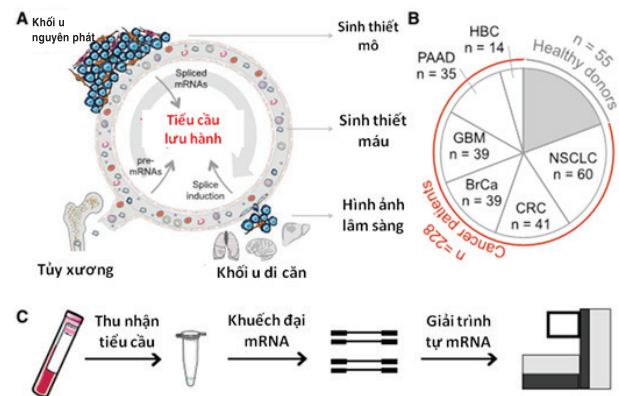 A
Khối u
nguyên phát
Spliced
mRNAs
Tiểu cầu
lưu hành
pre-
mRNAs
Splice
induction
Tủy xương
Khối u di căn
Sinh thiết
mô
Sinh thiết
máu
Hình ảnh
lâm sàng
B
HBC
n = 14
n = 55
Healthy donors
PAAD
n = 35
GBM
n = 39
NSCLC
n = 60
BrCa
n = 39
CRC
n = 41
Cancer patients
n = 228
C
Thu nhận
tiểu cầu
Khuếch đại
mRNA
Giải trình
tự mRNA